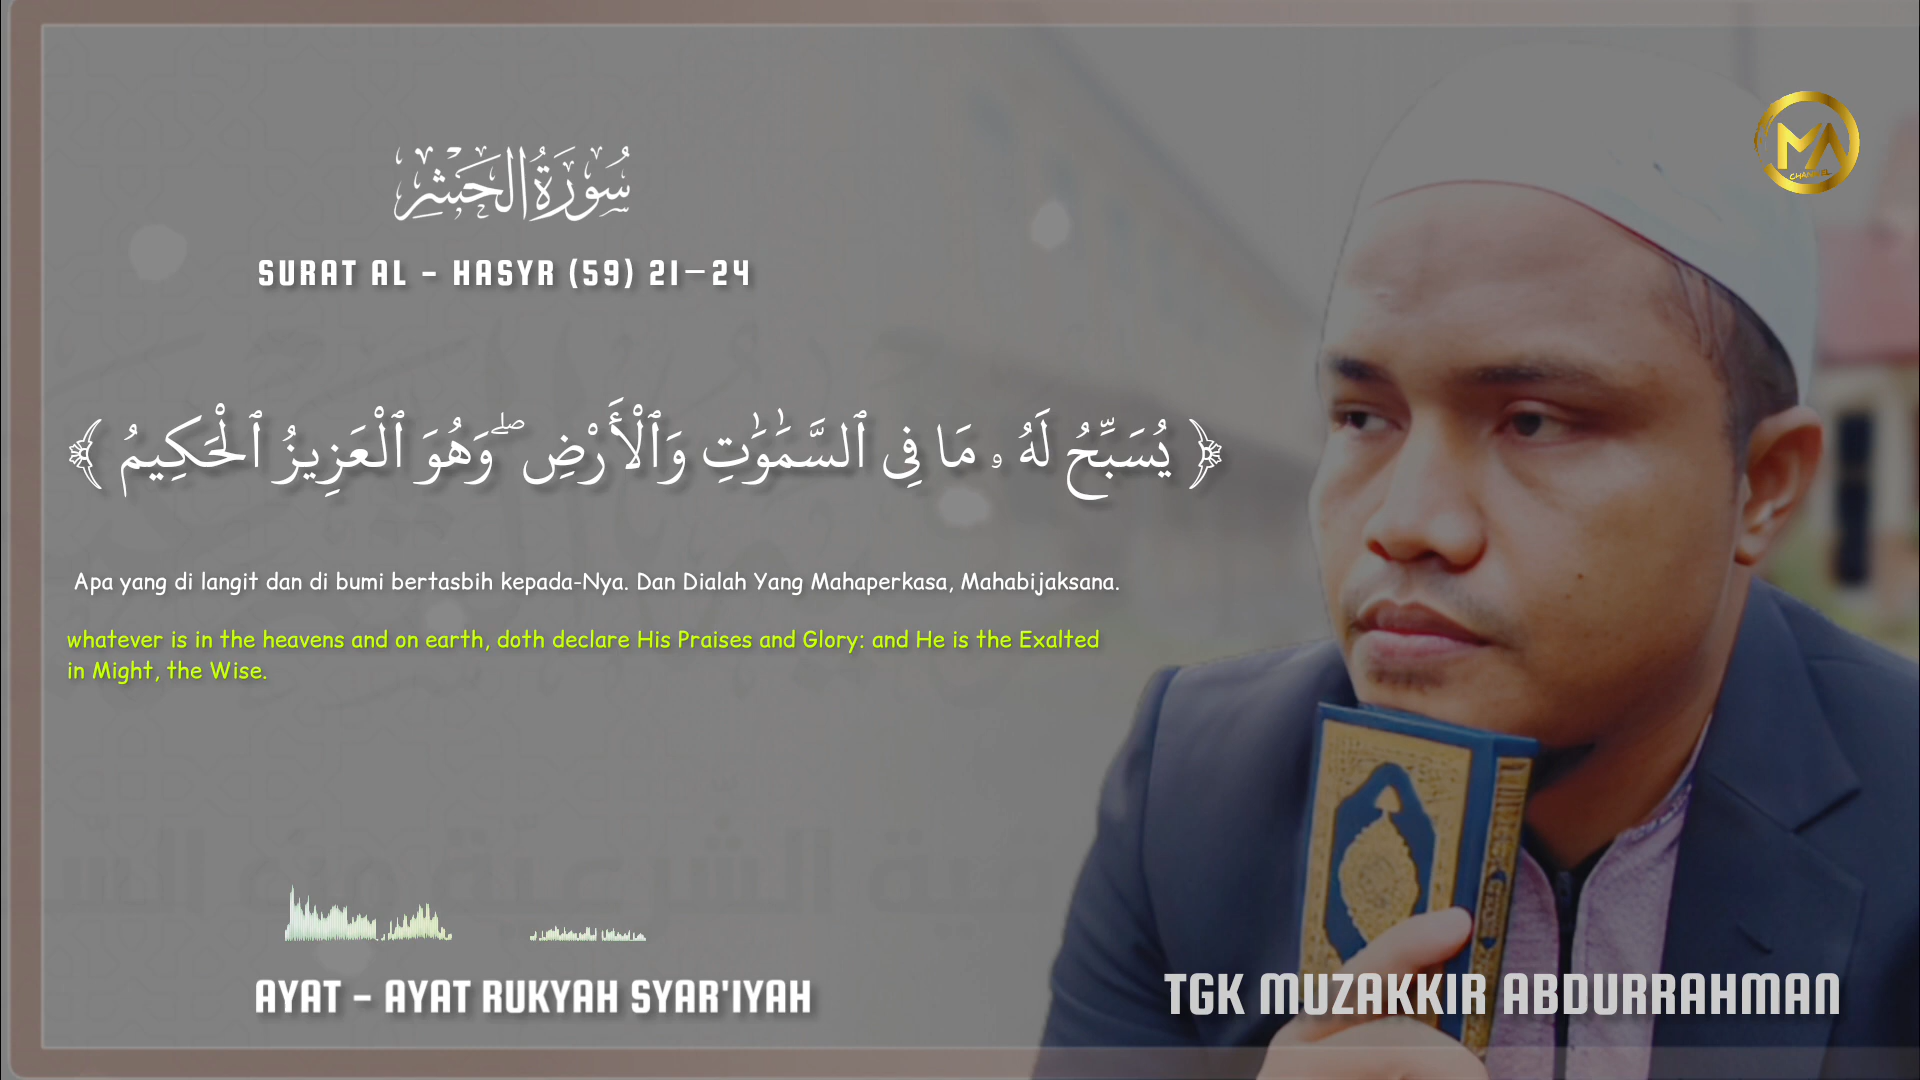 سُورَةُ الحَشْرِ
SURAT AL - HASYR (59) 21–24
﴿ يُسَبِّحُ لَهُۥ مَا فِى ٱلسَّمَٰوَٰتِ وَٱلْأَرْضِ ۖ وَهُوَ ٱلْعَزِيزُ ٱلْحَكِيمُ ﴾
Apa yang di langit dan di bumi bertasbih kepada-Nya. Dan Dialah Yang Mahaperkasa, Mahabijaksana.
whatever is in the heavens and on earth, doth declare His Praises and Glory: and He is the Exalted
in Might, the Wise.
AYAT - AYAT RUKYAH SYAR'IYAH
TGK MUZAKKIR ABDURRAHMAN
MA
CHANNEL